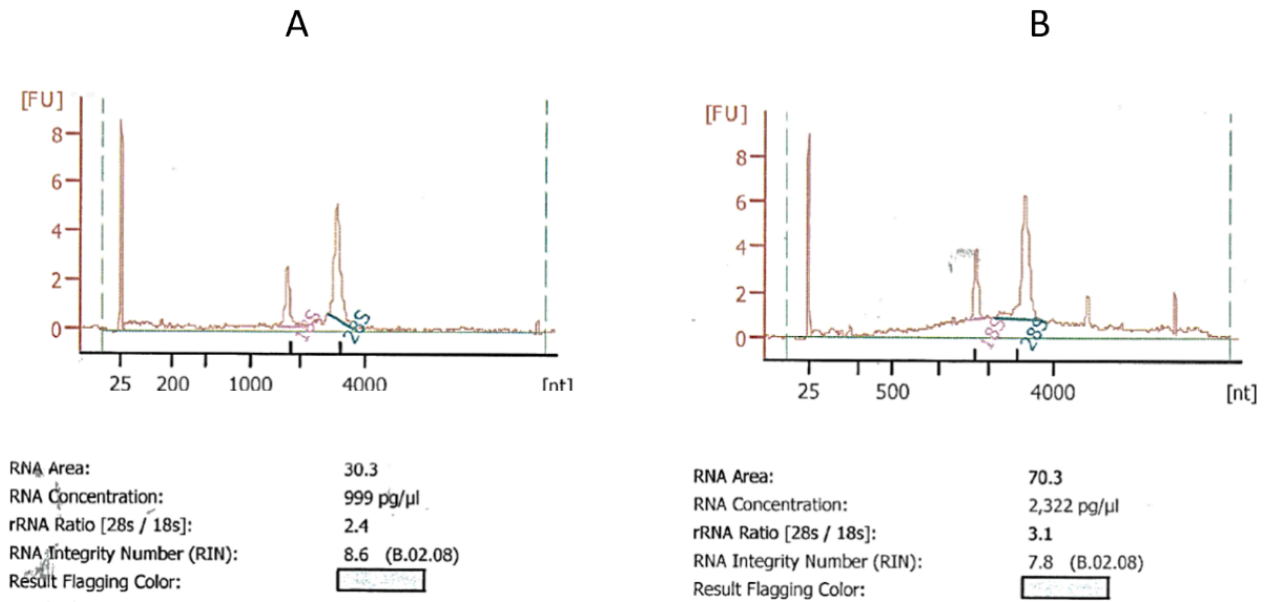 A
B
[FU]
8
6
4
2
0
18S
28S
25 200 1000 4000 [nt]
RNA Area: 30.3
RNA Concentration: 999 pg/µl
rRNA Ratio [28s / 18s]: 2.4
RNA Integrity Number (RIN): 8.6 (B.02.08)
Result Flagging Color:
[FU]
8
6
4
2
0
18S
28S
25 500 4000 [nt]
RNA Area: 70.3
RNA Concentration: 2,322 pg/µl
rRNA Ratio [28s / 18s]: 3.1
RNA Integrity Number (RIN): 7.8 (B.02.08)
Result Flagging Color: